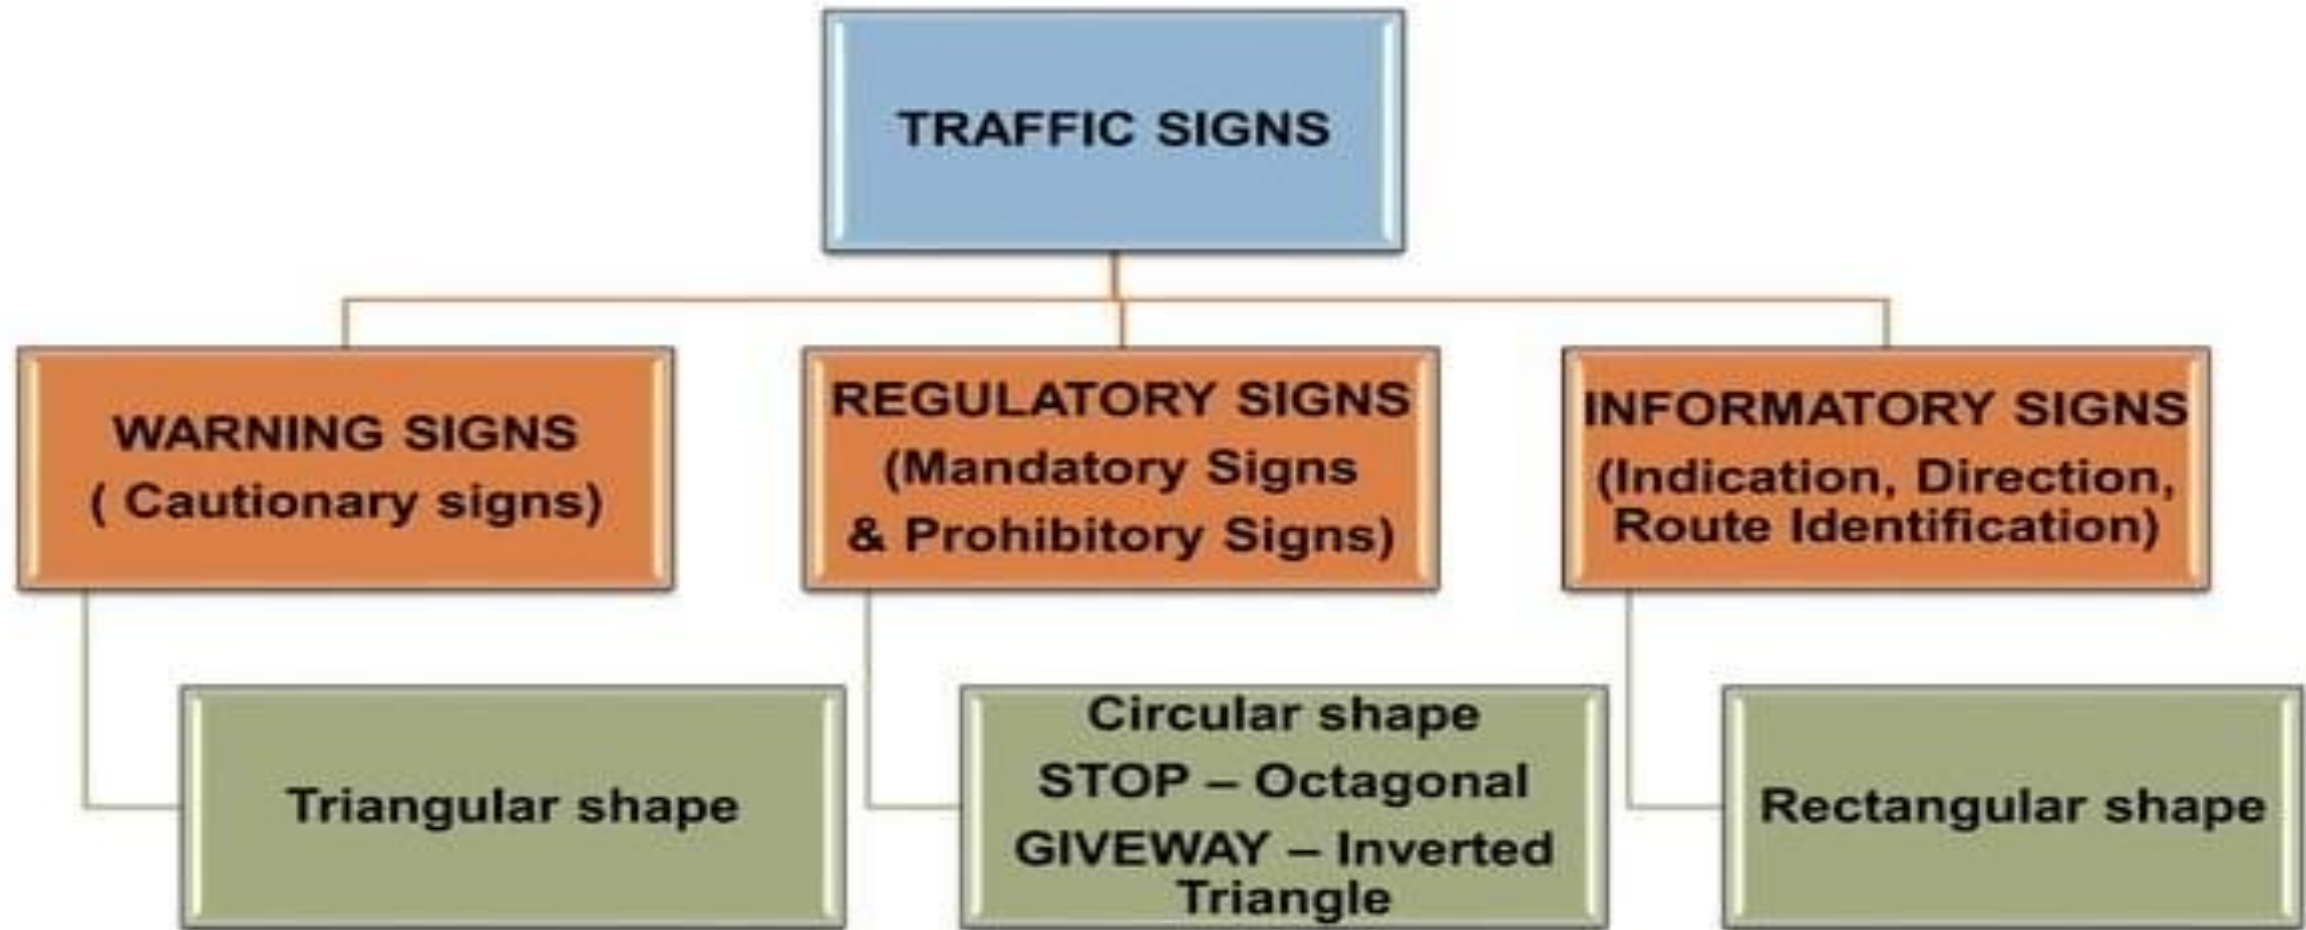 TRAFFIC SIGNS
WARNING SIGNS
( Cautionary signs)
REGULATORY SIGNS
(Mandatory Signs
& Prohibitory Signs)
INFORMATORY SIGNS
(Indication, Direction,
Route Identification)
Triangular shape
Circular shape
STOP – Octagonal
GIVEWAY – Inverted
Triangle
Rectangular shape